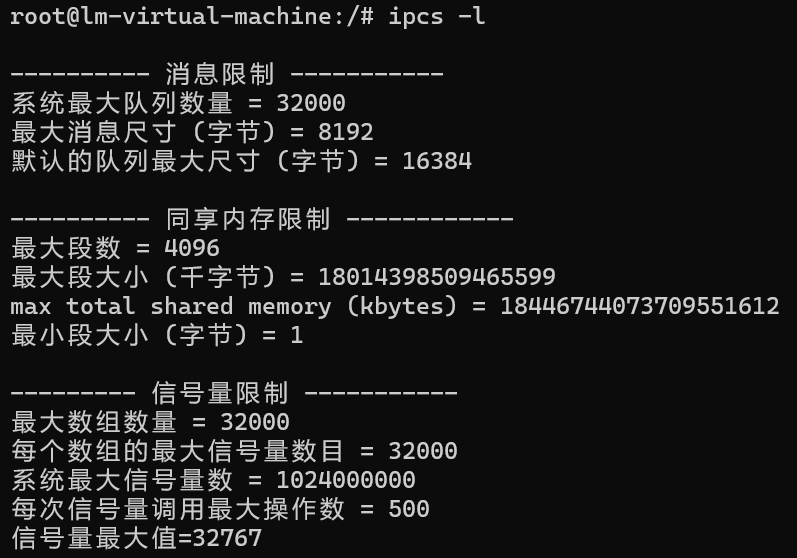 root@lm-virtual-machine:/# ipcs -l
---------- 消息限制 -----------
系统最大队列数量 = 32000
最大消息尺寸 (字节) = 8192
默认的队列最大尺寸 (字节) = 16384
---------- 同享内存限制 ------------
最大段数 = 4096
最大段大小 (千字节) = 18014398509465599
max total shared memory (kbytes) = 18446744073709551612
最小段大小 (字节) = 1
--------- 信号量限制 -----------
最大数组数量 = 32000
每个数组的最大信号量数目 = 32000
系统最大信号量数 = 1024000000
每次信号量调用最大操作数 = 500
信号量最大值=32767